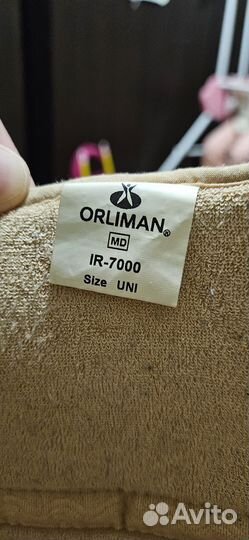 ORLIMAN®
MD
IR-7000
Size UNI
Avito